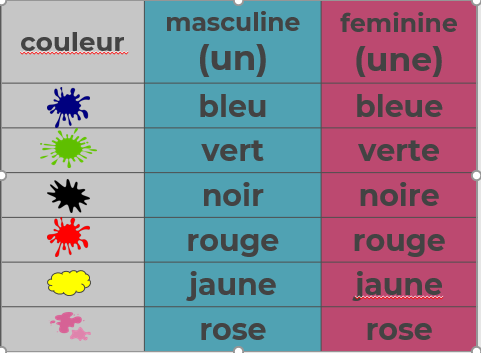 couleur masculine feminine
(un) (une)
bleu bleue
vert verte
noir noire
rouge rouge
jaune jaune
rose rose